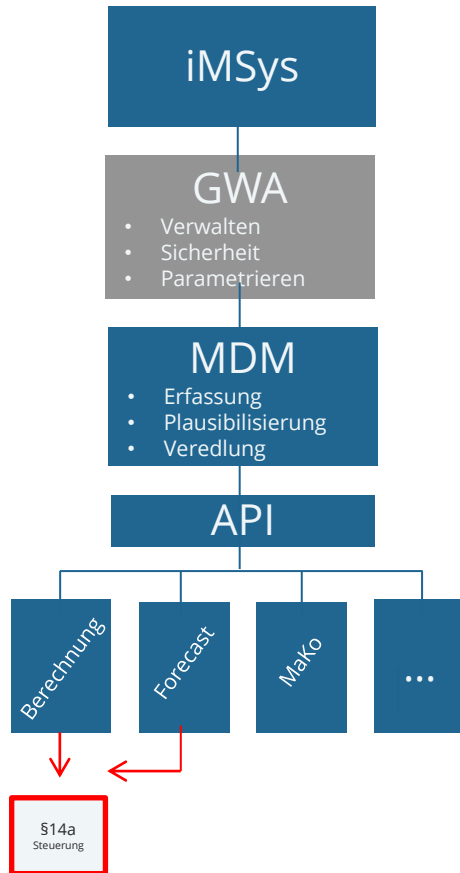 iMSys
GWA
• Verwalten
• Sicherheit
• Parametrieren
MDM
• Erfassung
• Plausibilisierung
• Veredlung
API
Berechnung
Forecast
MaKo
...
§14a
Steuerung